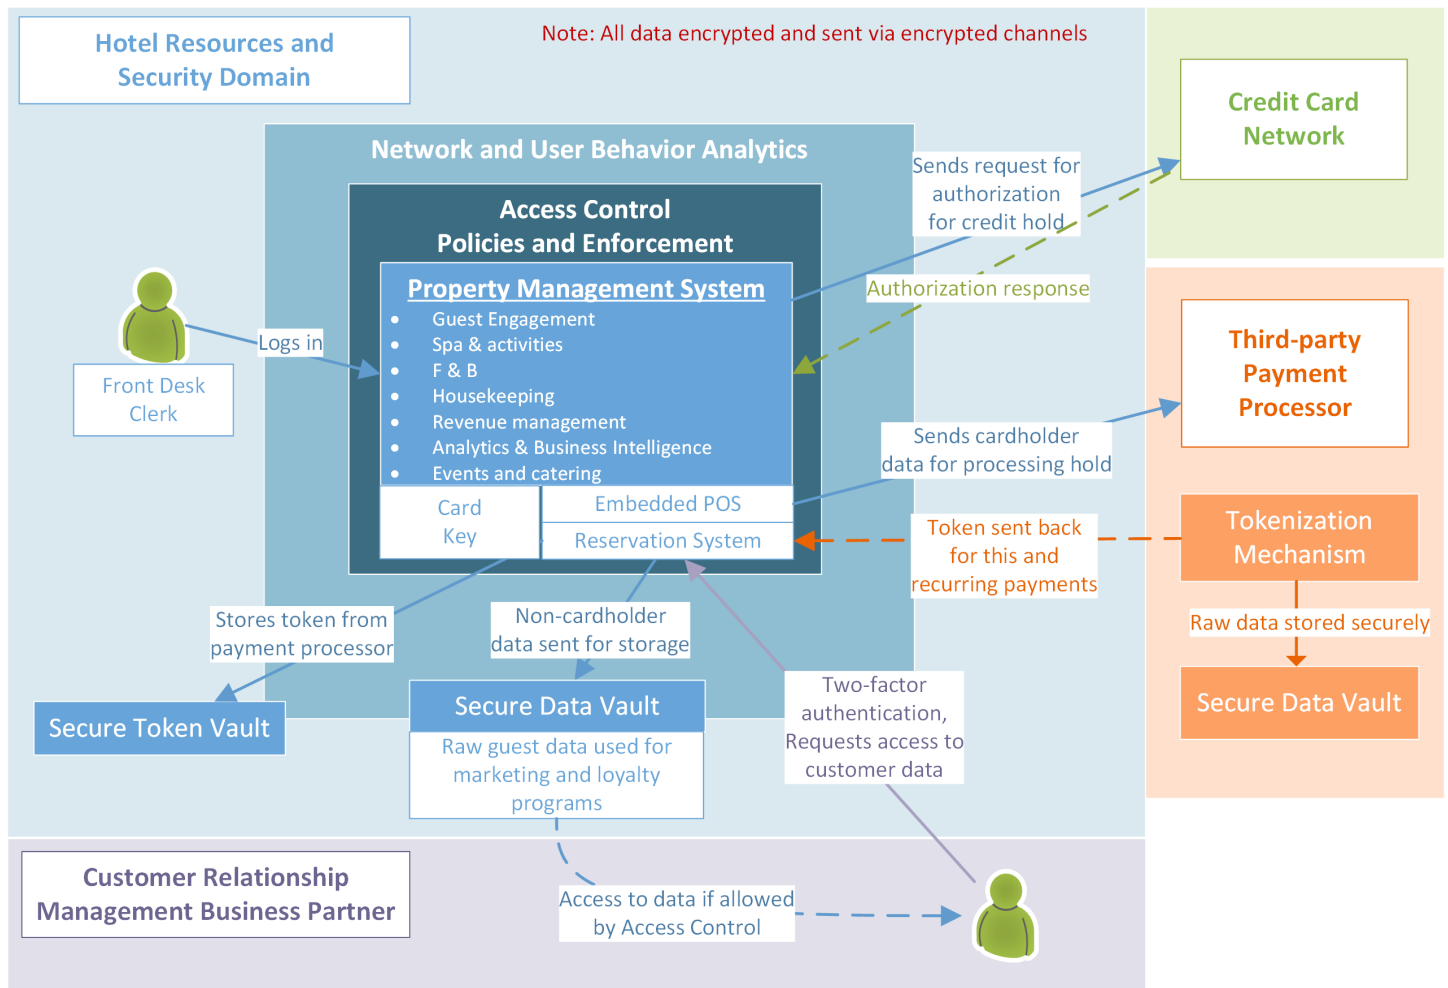 Hotel Resources and
Security Domain
Note: All data encrypted and sent via encrypted channels
Credit Card
Network
Network and User Behavior Analytics
Sends request for
authorization
for credit hold
Access Control
Policies and Enforcement
Property Management System
• Guest Engagement
• Spa & activities
• F & B
• Housekeeping
• Revenue management
• Analytics & Business Intelligence
• Events and catering
Authorization response
Logs in
Front Desk
Clerk
Third-party
Payment
Processor
Sends cardholder
data for processing hold
Card
Key
Embedded POS
Reservation System
Token sent back
for this and
recurring payments
Tokenization
Mechanism
Raw data stored securely
Secure Data Vault
Stores token from
payment processor
Non-cardholder
data sent for storage
Secure Token Vault
Secure Data Vault
Raw guest data used for
marketing and loyalty
programs
Two-factor
authentication,
Requests access to
customer data
Customer Relationship
Management Business Partner
Access to data if allowed
by Access Control